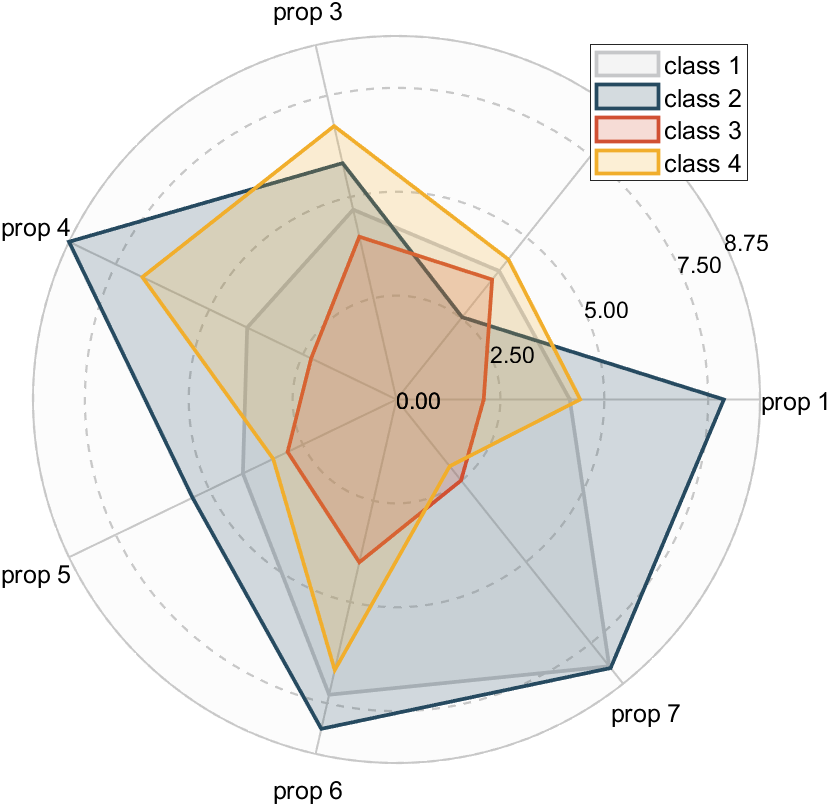 prop 3
class 1
class 2
class 3
class 4
prop 4
8.75
7.50
5.00
2.50
0.00
prop 1
prop 5
prop 7
prop 6